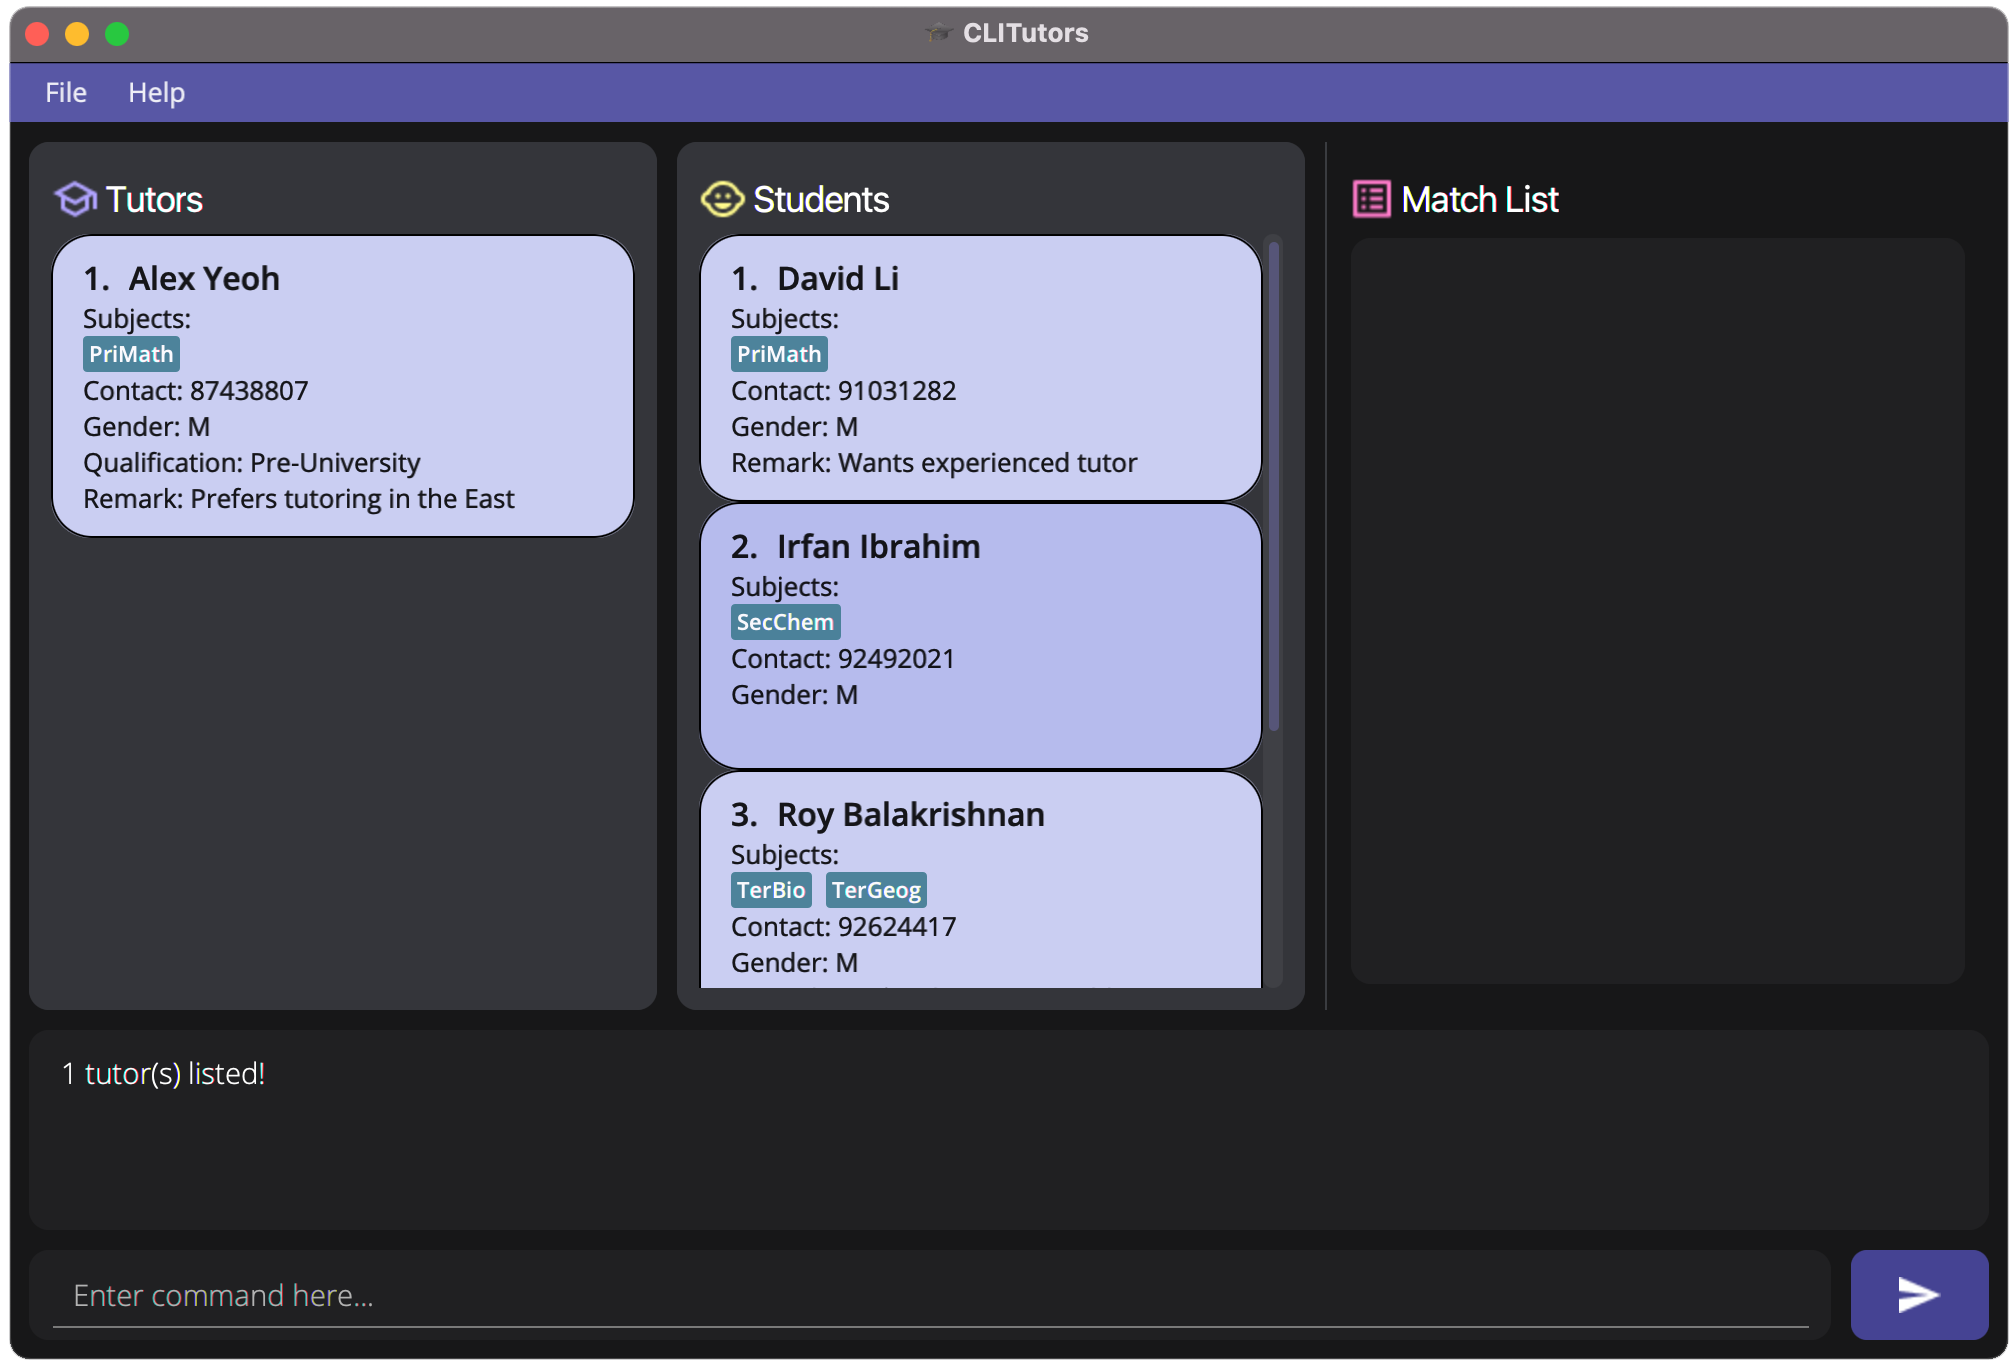 CLITutors
File Help
Tutors
1. Alex Yeoh
Subjects:
PriMath
Contact: 87438807
Gender: M
Qualification: Pre-University
Remark: Prefers tutoring in the East
Students
1. David Li
Subjects:
PriMath
Contact: 91031282
Gender: M
Remark: Wants experienced tutor
2. Irfan Ibrahim
Subjects:
SecChem
Contact: 92492021
Gender: M
3. Roy Balakrishnan
Subjects:
TerBio TerGeog
Contact: 92624417
Gender: M
Match List
1 tutor(s) listed!
Enter command here...